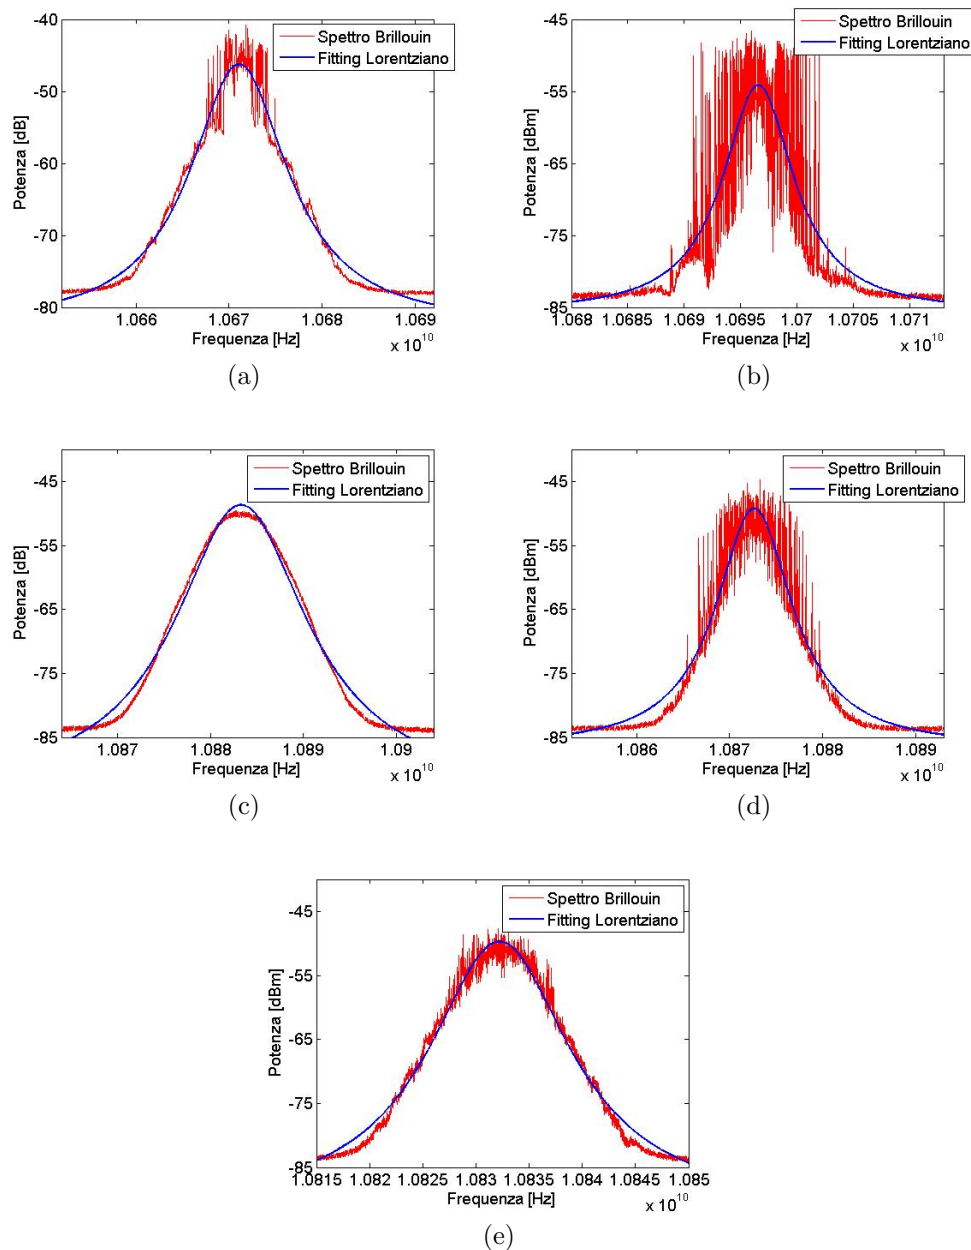 -40
-50
-60
-70
-80
Potenza [dB]
Spettro Brillouin
Fitting Lorentziano
1.066 1.067 1.068 1.069
Frequenza [Hz]
x 10^10
(a)
-55
-65
-75
-85
Potenza [dBm]
Spettro Brillouin
Fitting Lorentziano
1.068 1.0685 1.069 1.0695 1.07 1.0705 1.071
Frequenza [Hz]
x 10^10
(b)
-45
-55
-65
-75
-85
Potenza [dB]
Spettro Brillouin
Fitting Lorentziano
1.087 1.088 1.089 1.09
Frequenza [Hz]
x 10^10
(c)
-45
-55
-65
-75
-85
Potenza [dBm]
Spettro Brillouin
Fitting Lorentziano
1.086 1.087 1.088 1.089
Frequenza [Hz]
x 10^10
(d)
-45
-55
-65
-75
-85
Potenza [dBm]
Spettro Brillouin
Fitting Lorentziano
1.0815 1.082 1.0825 1.083 1.0835 1.084 1.0845 1.085
Frequenza [Hz]
x 10^10
(e)